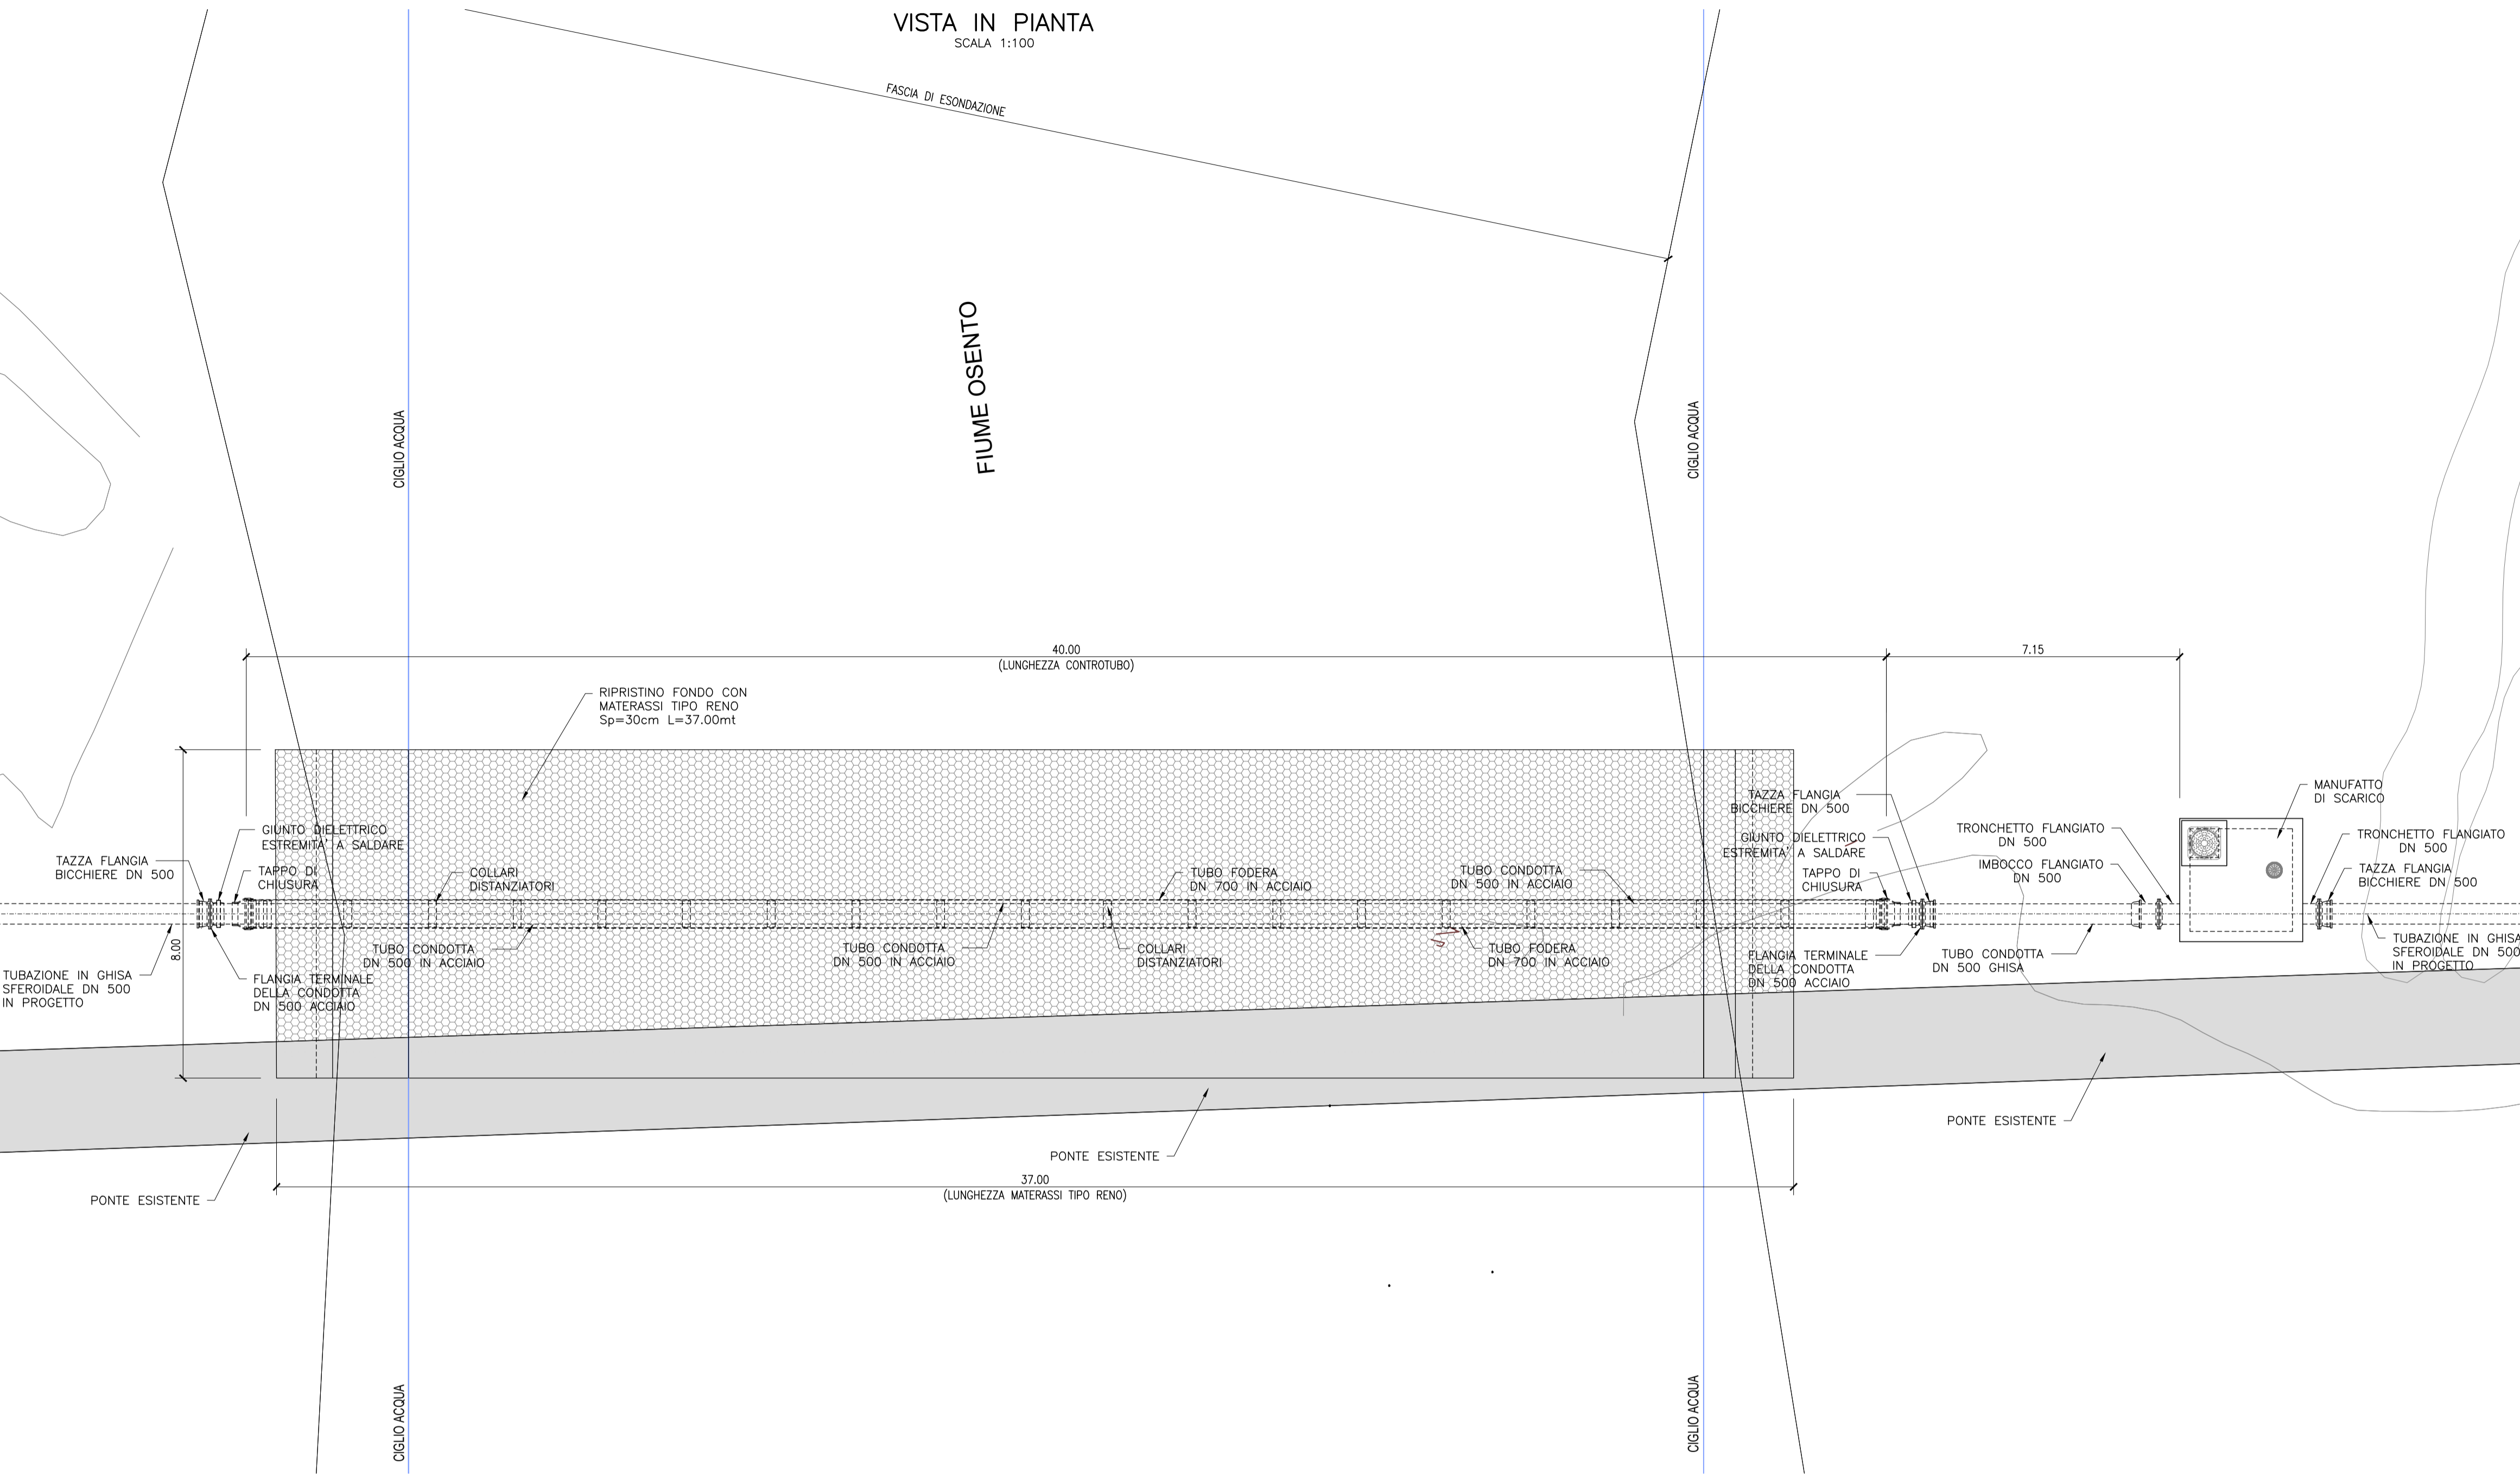 VISTA IN PIANTA
SCALA 1:100
FASCIA DI ESONDAZIONE
FIUME OSENTO
CIGLIO ACQUA
CIGLIO ACQUA
40.00
(LUNGHEZZA CONTROTUBO)
7.15
RIPRISTINO FONDO CON
MATERASSI TIPO RENO
Sp=30cm L=37.00mt
GIUNTO DIELETTRICO
ESTREMITA' A SALDARE
TAZZA FLANGIA
BICCHIERE DN 500
TAPPO DI
CHIUSURA
COLLARI
DISTANZIATORI
TUBO FODERA
DN 700 IN ACCIAIO
TUBO CONDOTTA
DN 500 IN ACCIAIO
TAZZA FLANGIA
BICCHIERE DN 500
GIUNTO DIELETTRICO
ESTREMITA' A SALDARE
TAPPO DI
CHIUSURA
TRONCHETTO FLANGIATO
DN 500
IMBOCCO FLANGIATO
DN 500
MANUFATTO
DI SCARICO
TRONCHETTO FLANGIATO
DN 500
TAZZA FLANGIA
BICCHIERE DN 500
8.00
TUBAZIONE IN GHISA
SFEROIDALE DN 500
IN PROGETTO
FLANGIA TERMINALE
DELLA CONDOTTA
DN 500 ACCIAIO
TUBO CONDOTTA
DN 500 IN ACCIAIO
TUBO CONDOTTA
DN 500 IN ACCIAIO
COLLARI
DISTANZIATORI
TUBO FODERA
DN 700 IN ACCIAIO
FLANGIA TERMINALE
DELLA CONDOTTA
DN 500 ACCIAIO
TUBO CONDOTTA
DN 500 GHISA
TUBAZIONE IN GHISA
SFEROIDALE DN 500
IN PROGETTO
PONTE ESISTENTE
PONTE ESISTENTE
PONTE ESISTENTE
37.00
(LUNGHEZZA MATERASSI TIPO RENO)
CIGLIO ACQUA
CIGLIO ACQUA